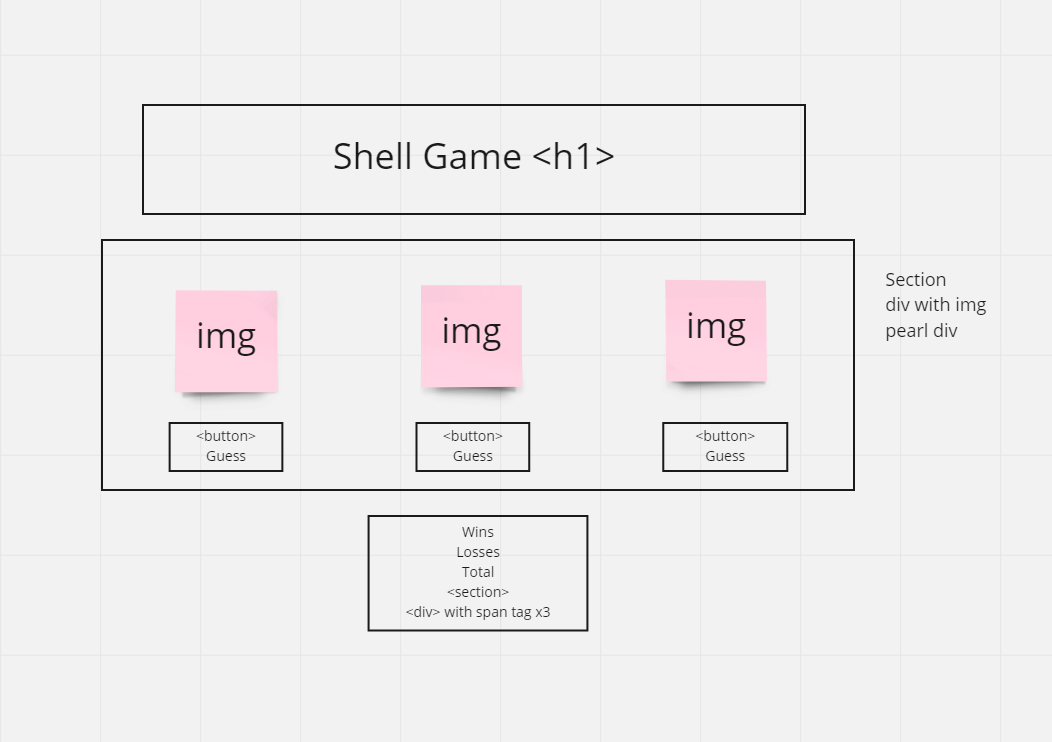 Shell Game <h1>
img
img
img
Section
div with img
pearl div
<button>
Guess
<button>
Guess
<button>
Guess
Wins
Losses
Total
<section>
<div> with span tag x3